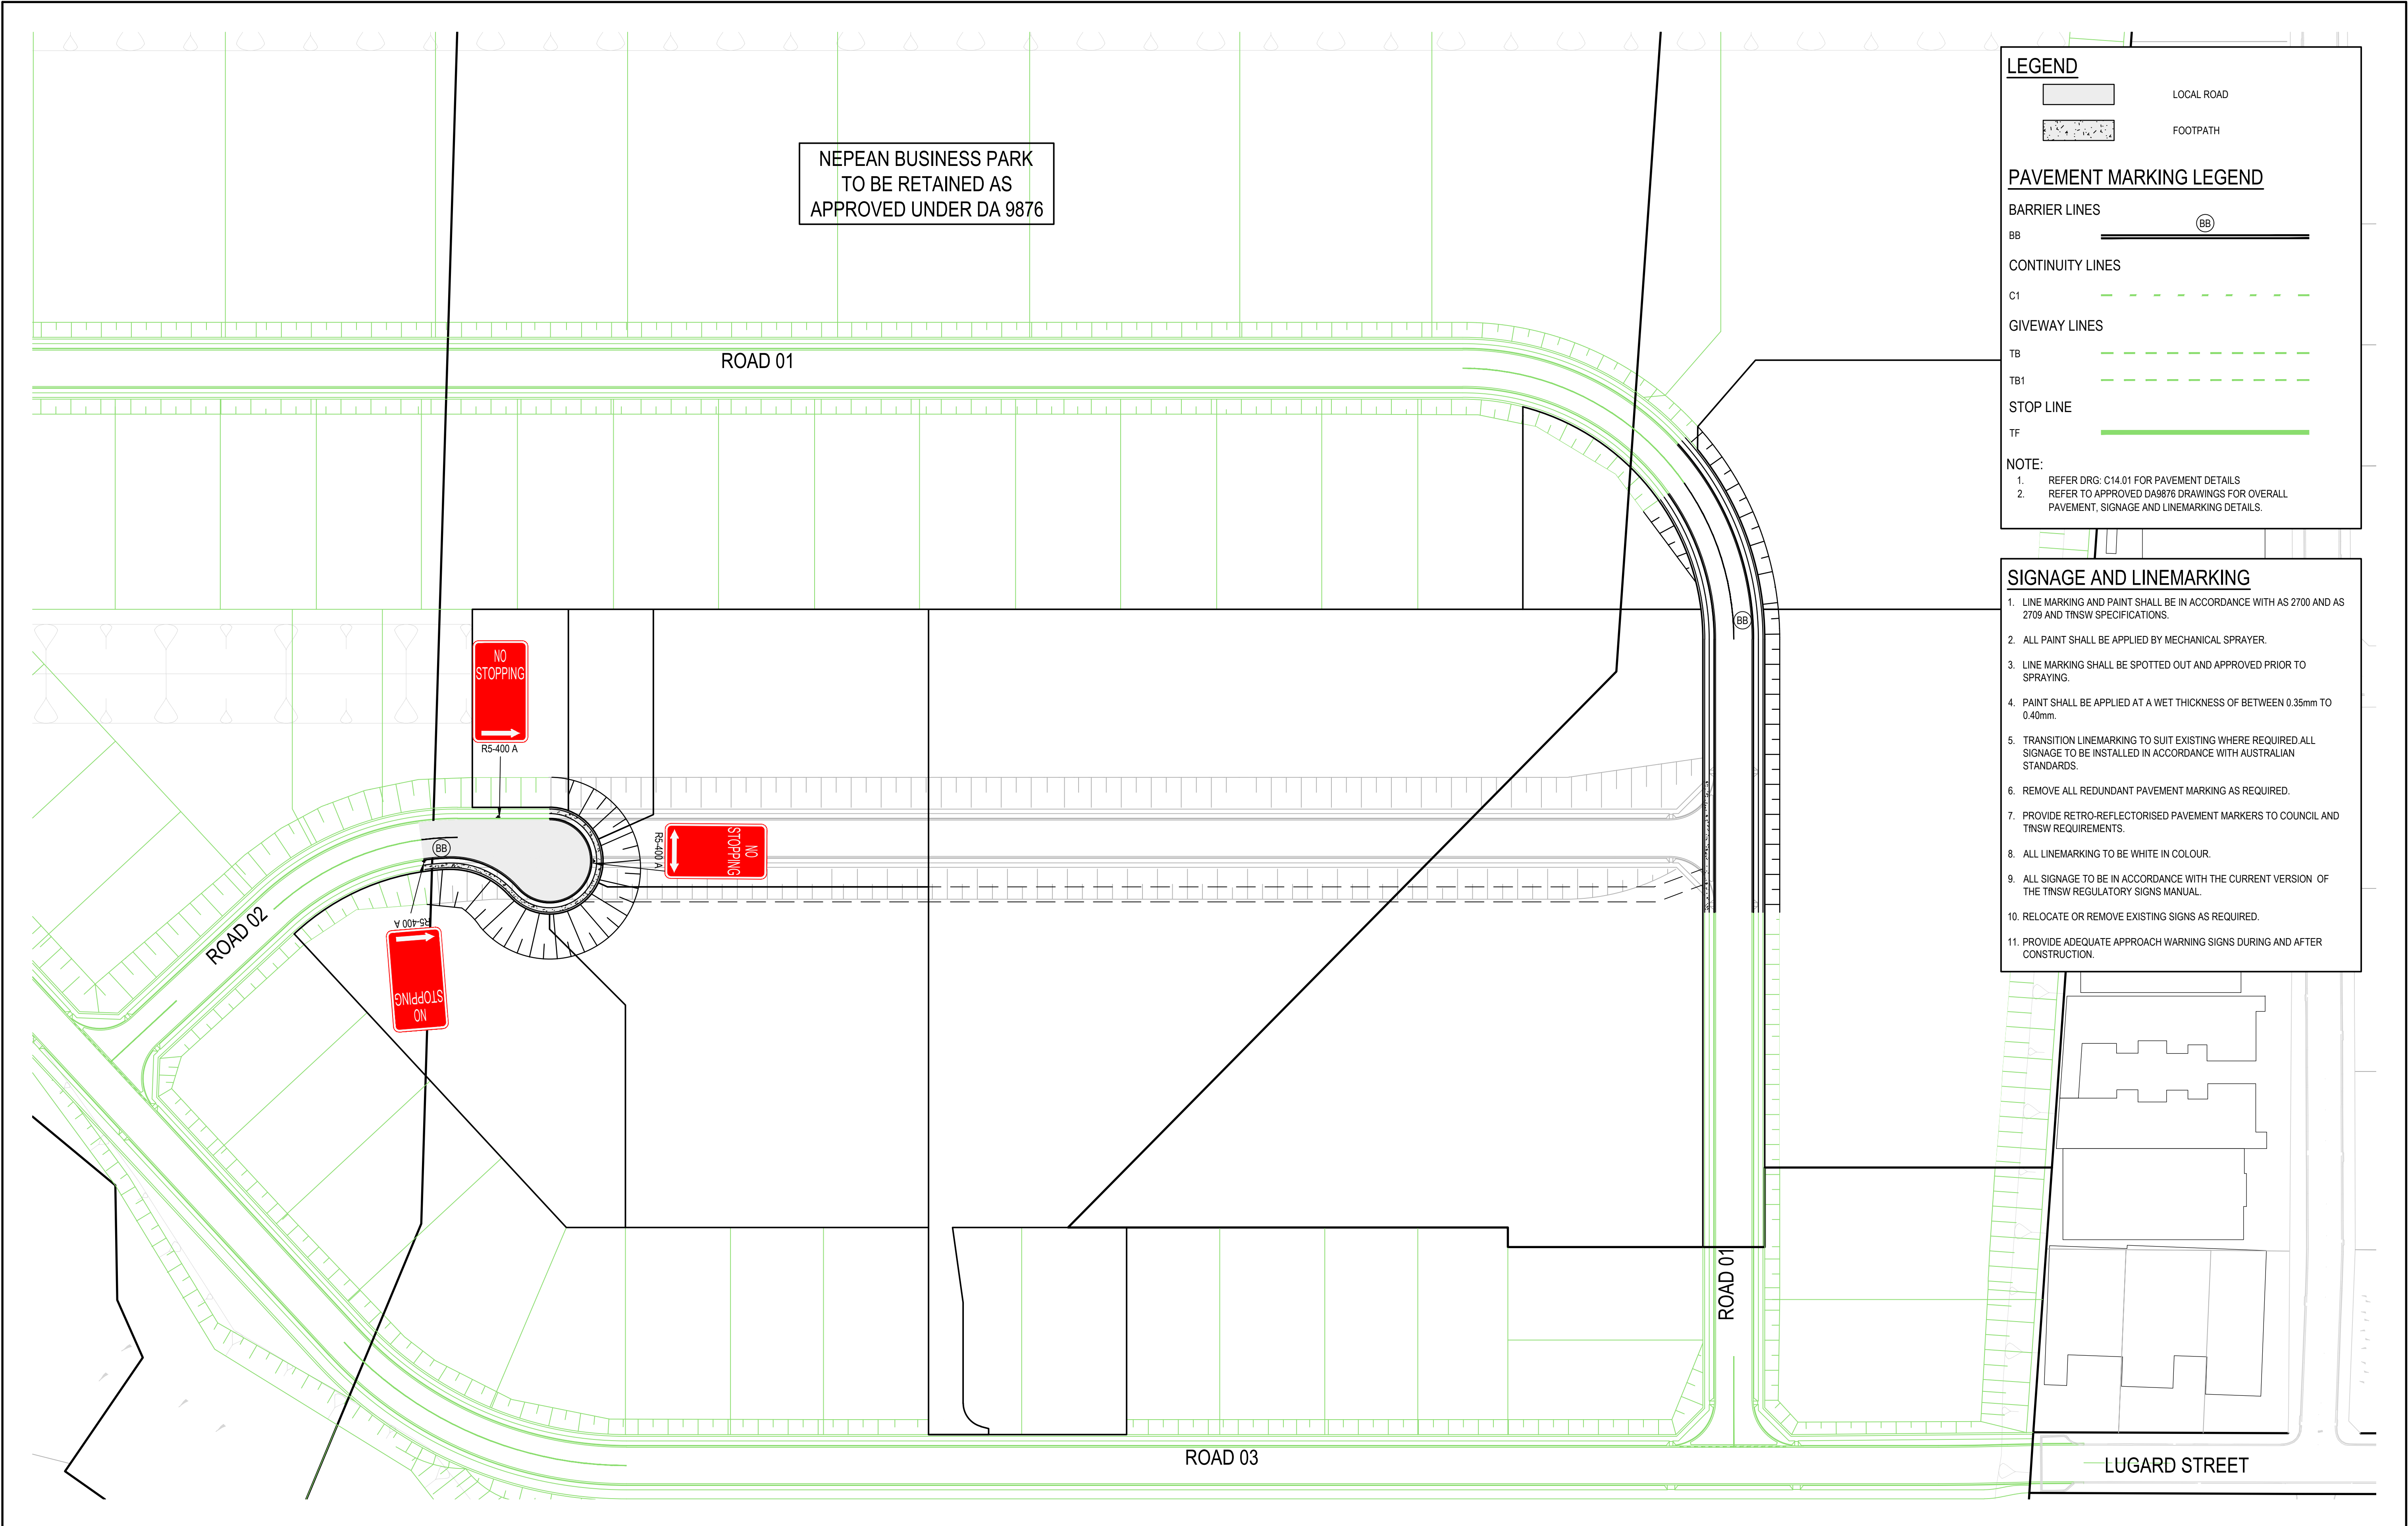 NEPEAN BUSINESS PARK
TO BE RETAINED AS
APPROVED UNDER DA 9876
ROAD 01
NO
STOPPING
R5-400 A
NO
STOPPING
R5-400 A
BB
BB
ROAD 02
R5-400 A
NO
STOPPING
ROAD 01
ROAD 03
LUGARD STREET
LEGEND
LOCAL ROAD
FOOTPATH
PAVEMENT MARKING LEGEND
BARRIER LINES
BB
BB
CONTINUITY LINES
C1
GIVEWAY LINES
TB
TB1
STOP LINE
TF
NOTE:
1. REFER DRG: C14.01 FOR PAVEMENT DETAILS
2. REFER TO APPROVED DA9876 DRAWINGS FOR OVERALL
PAVEMENT, SIGNAGE AND LINEMARKING DETAILS.
SIGNAGE AND LINEMARKING
1. LINE MARKING AND PAINT SHALL BE IN ACCORDANCE WITH AS 2700 AND AS
2709 AND TfNSW SPECIFICATIONS.
2. ALL PAINT SHALL BE APPLIED BY MECHANICAL SPRAYER.
3. LINE MARKING SHALL BE SPOTTED OUT AND APPROVED PRIOR TO
SPRAYING.
4. PAINT SHALL BE APPLIED AT A WET THICKNESS OF BETWEEN 0.35mm TO
0.40mm.
5. TRANSITION LINEMARKING TO SUIT EXISTING WHERE REQUIRED.ALL
SIGNAGE TO BE INSTALLED IN ACCORDANCE WITH AUSTRALIAN
STANDARDS.
6. REMOVE ALL REDUNDANT PAVEMENT MARKING AS REQUIRED.
7. PROVIDE RETRO-REFLECTORISED PAVEMENT MARKERS TO COUNCIL AND
TfNSW REQUIREMENTS.
8. ALL LINEMARKING TO BE WHITE IN COLOUR.
9. ALL SIGNAGE TO BE IN ACCORDANCE WITH THE CURRENT VERSION OF
THE TfNSW REGULATORY SIGNS MANUAL.
10. RELOCATE OR REMOVE EXISTING SIGNS AS REQUIRED.
11. PROVIDE ADEQUATE APPROACH WARNING SIGNS DURING AND AFTER
CONSTRUCTION.